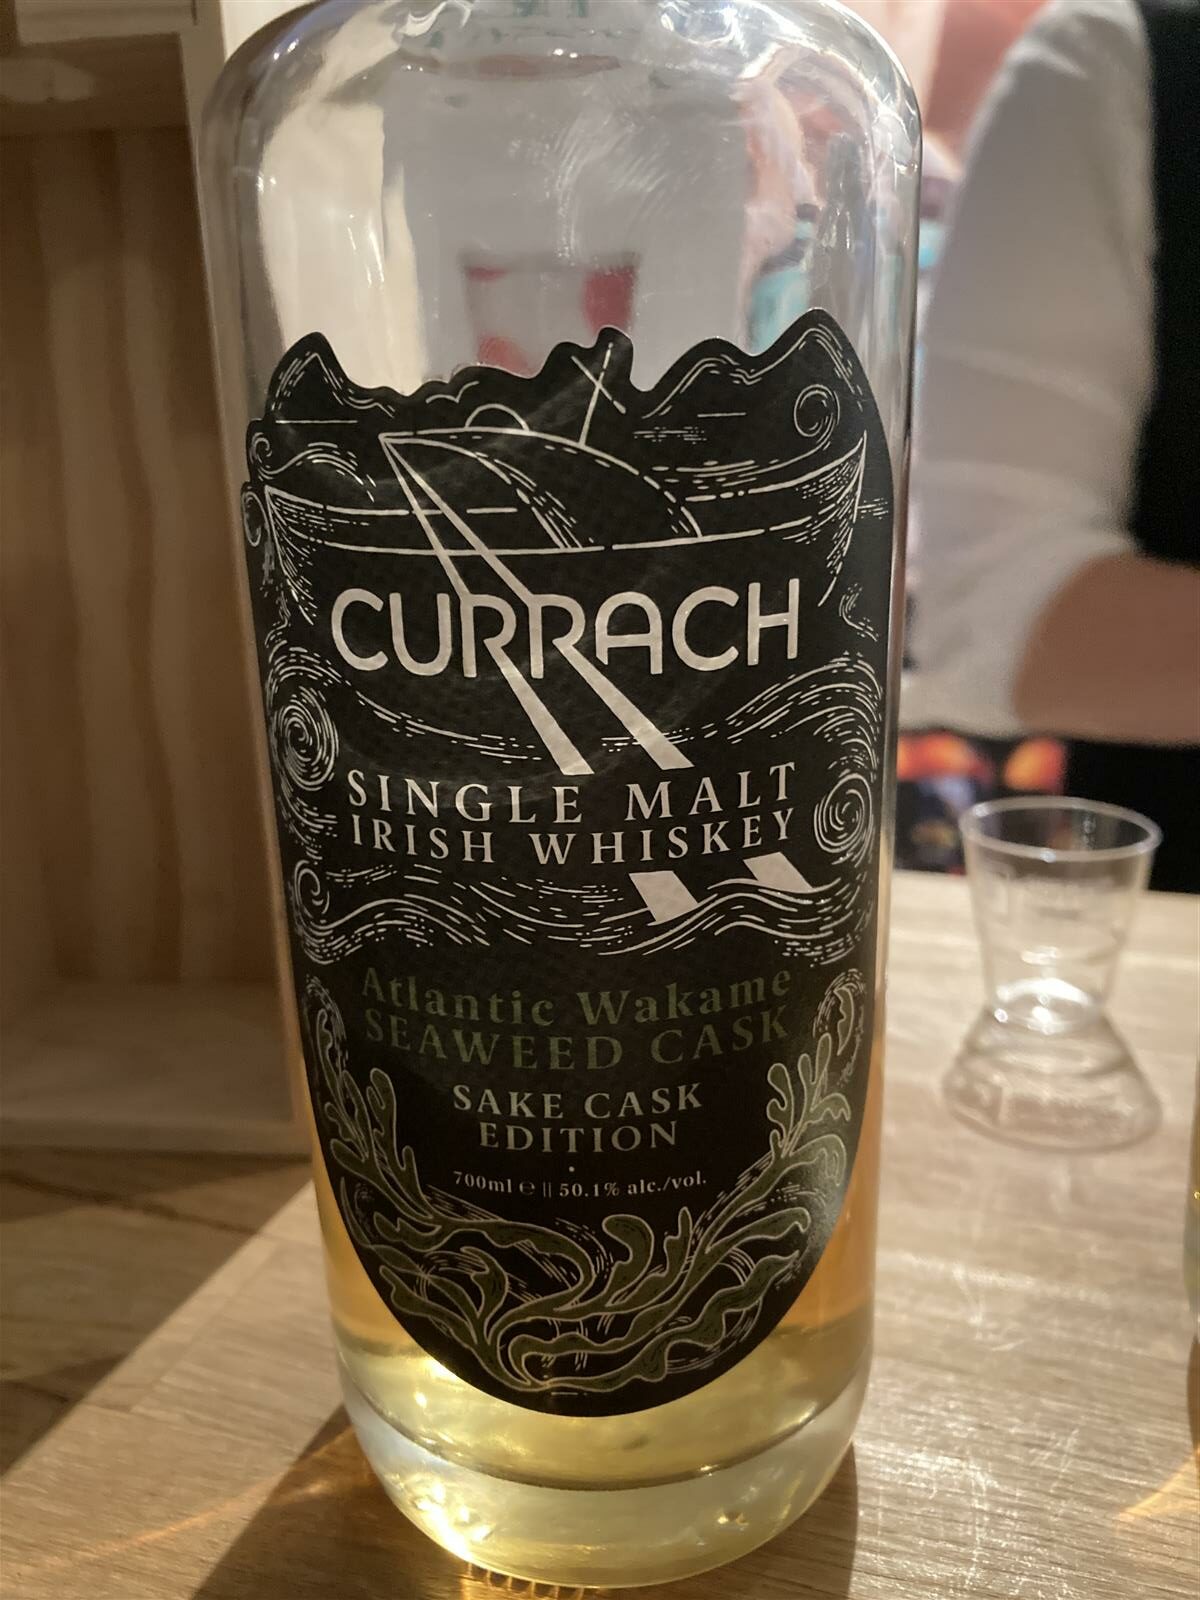 CURRACH
SINGLE MALT
IRISH WHISKEY
Atlantic Wakame
SEAWEED CASK
SAKE CASK
EDITION
700ml ℮ || 50.1% alc./vol.